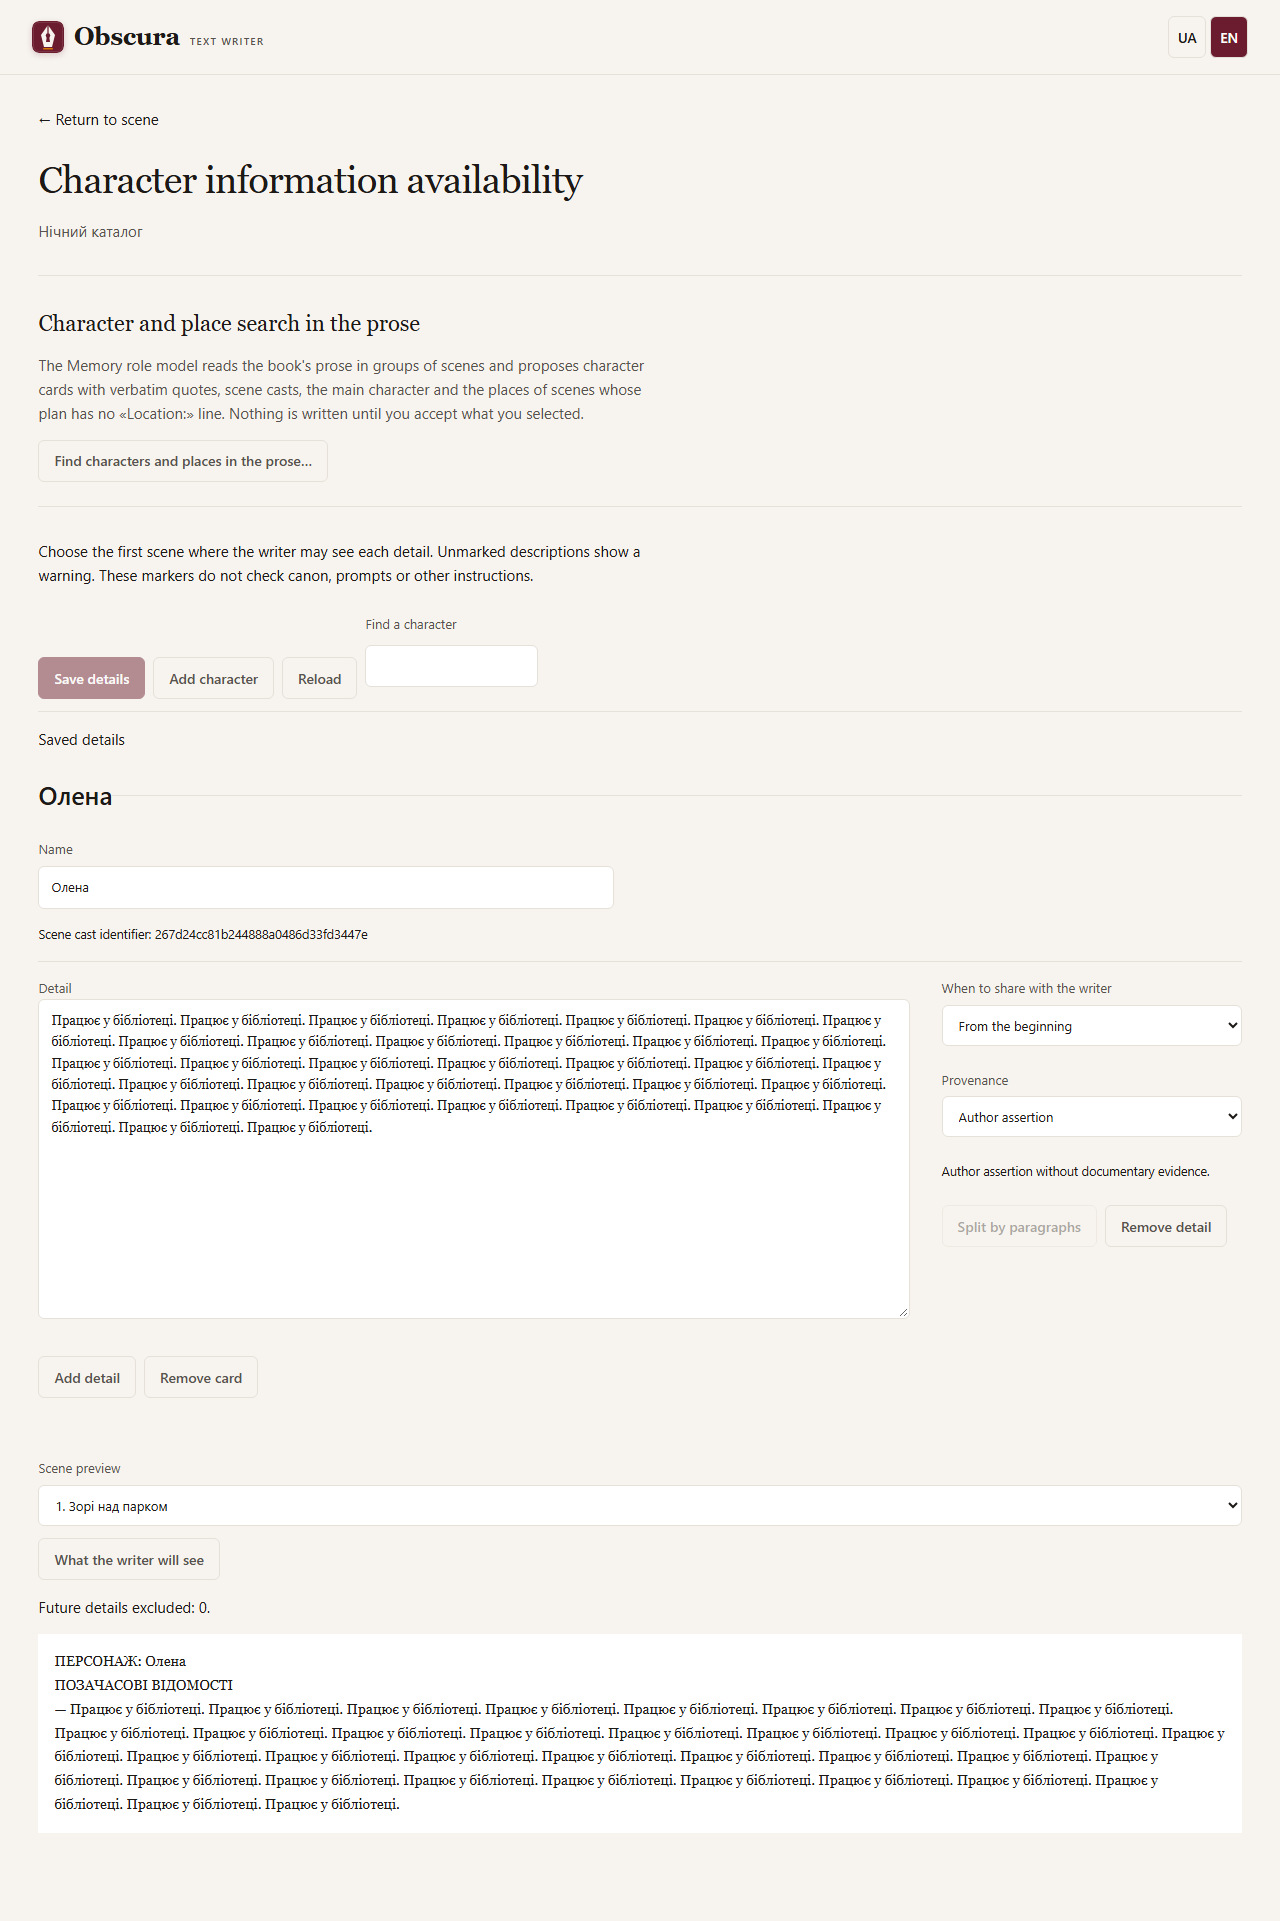 Obscura TEXT WRITER
UA EN
← Return to scene
Character information availability
Нічний каталог
Character and place search in the prose
The Memory role model reads the book's prose in groups of scenes and proposes character
cards with verbatim quotes, scene casts, the main character and the places of scenes whose
plan has no «Location:» line. Nothing is written until you accept what you selected.
Find characters and places in the prose...
Choose the first scene where the writer may see each detail. Unmarked descriptions show a
warning. These markers do not check canon, prompts or other instructions.
Find a character
Save details Add character Reload
Saved details
Олена
Name
Олена
Scene cast identifier: 267d24cc81b244888a0486d33fd3447e
Detail
Працює у бібліотеці. Працює у бібліотеці. Працює у бібліотеці. Працює у бібліотеці. Працює у бібліотеці. Працює у бібліотеці. Працює у
бібліотеці. Працює у бібліотеці. Працює у бібліотеці. Працює у бібліотеці. Працює у бібліотеці. Працює у бібліотеці. Працює у бібліотеці.
Працює у бібліотеці. Працює у бібліотеці. Працює у бібліотеці. Працює у бібліотеці. Працює у бібліотеці. Працює у бібліотеці. Працює у
бібліотеці. Працює у бібліотеці. Працює у бібліотеці. Працює у бібліотеці. Працює у бібліотеці. Працює у бібліотеці. Працює у бібліотеці.
Працює у бібліотеці. Працює у бібліотеці. Працює у бібліотеці. Працює у бібліотеці. Працює у бібліотеці. Працює у бібліотеці. Працює у
бібліотеці. Працює у бібліотеці. Працює у бібліотеці.
When to share with the writer
From the beginning
Provenance
Author assertion
Author assertion without documentary evidence.
Split by paragraphs Remove detail
Add detail Remove card
Scene preview
1. Зорі над парком
What the writer will see
Future details excluded: 0.
ПЕРСОНАЖ: Олена
ПОЗАЧАСОВІ ВІДОМОСТІ
— Працює у бібліотеці. Працює у бібліотеці. Працює у бібліотеці. Працює у бібліотеці. Працює у бібліотеці. Працює у бібліотеці. Працює у бібліотеці. Працює у бібліотеці.
Працює у бібліотеці. Працює у бібліотеці. Працює у бібліотеці. Працює у бібліотеці. Працює у бібліотеці. Працює у бібліотеці. Працює у бібліотеці. Працює у бібліотеці. Працює у
бібліотеці. Працює у бібліотеці. Працює у бібліотеці. Працює у бібліотеці. Працює у бібліотеці. Працює у бібліотеці. Працює у бібліотеці. Працює у бібліотеці. Працює у
бібліотеці. Працює у бібліотеці. Працює у бібліотеці. Працює у бібліотеці. Працює у бібліотеці. Працює у бібліотеці. Працює у бібліотеці. Працює у бібліотеці. Працює у
бібліотеці. Працює у бібліотеці. Працює у бібліотеці.